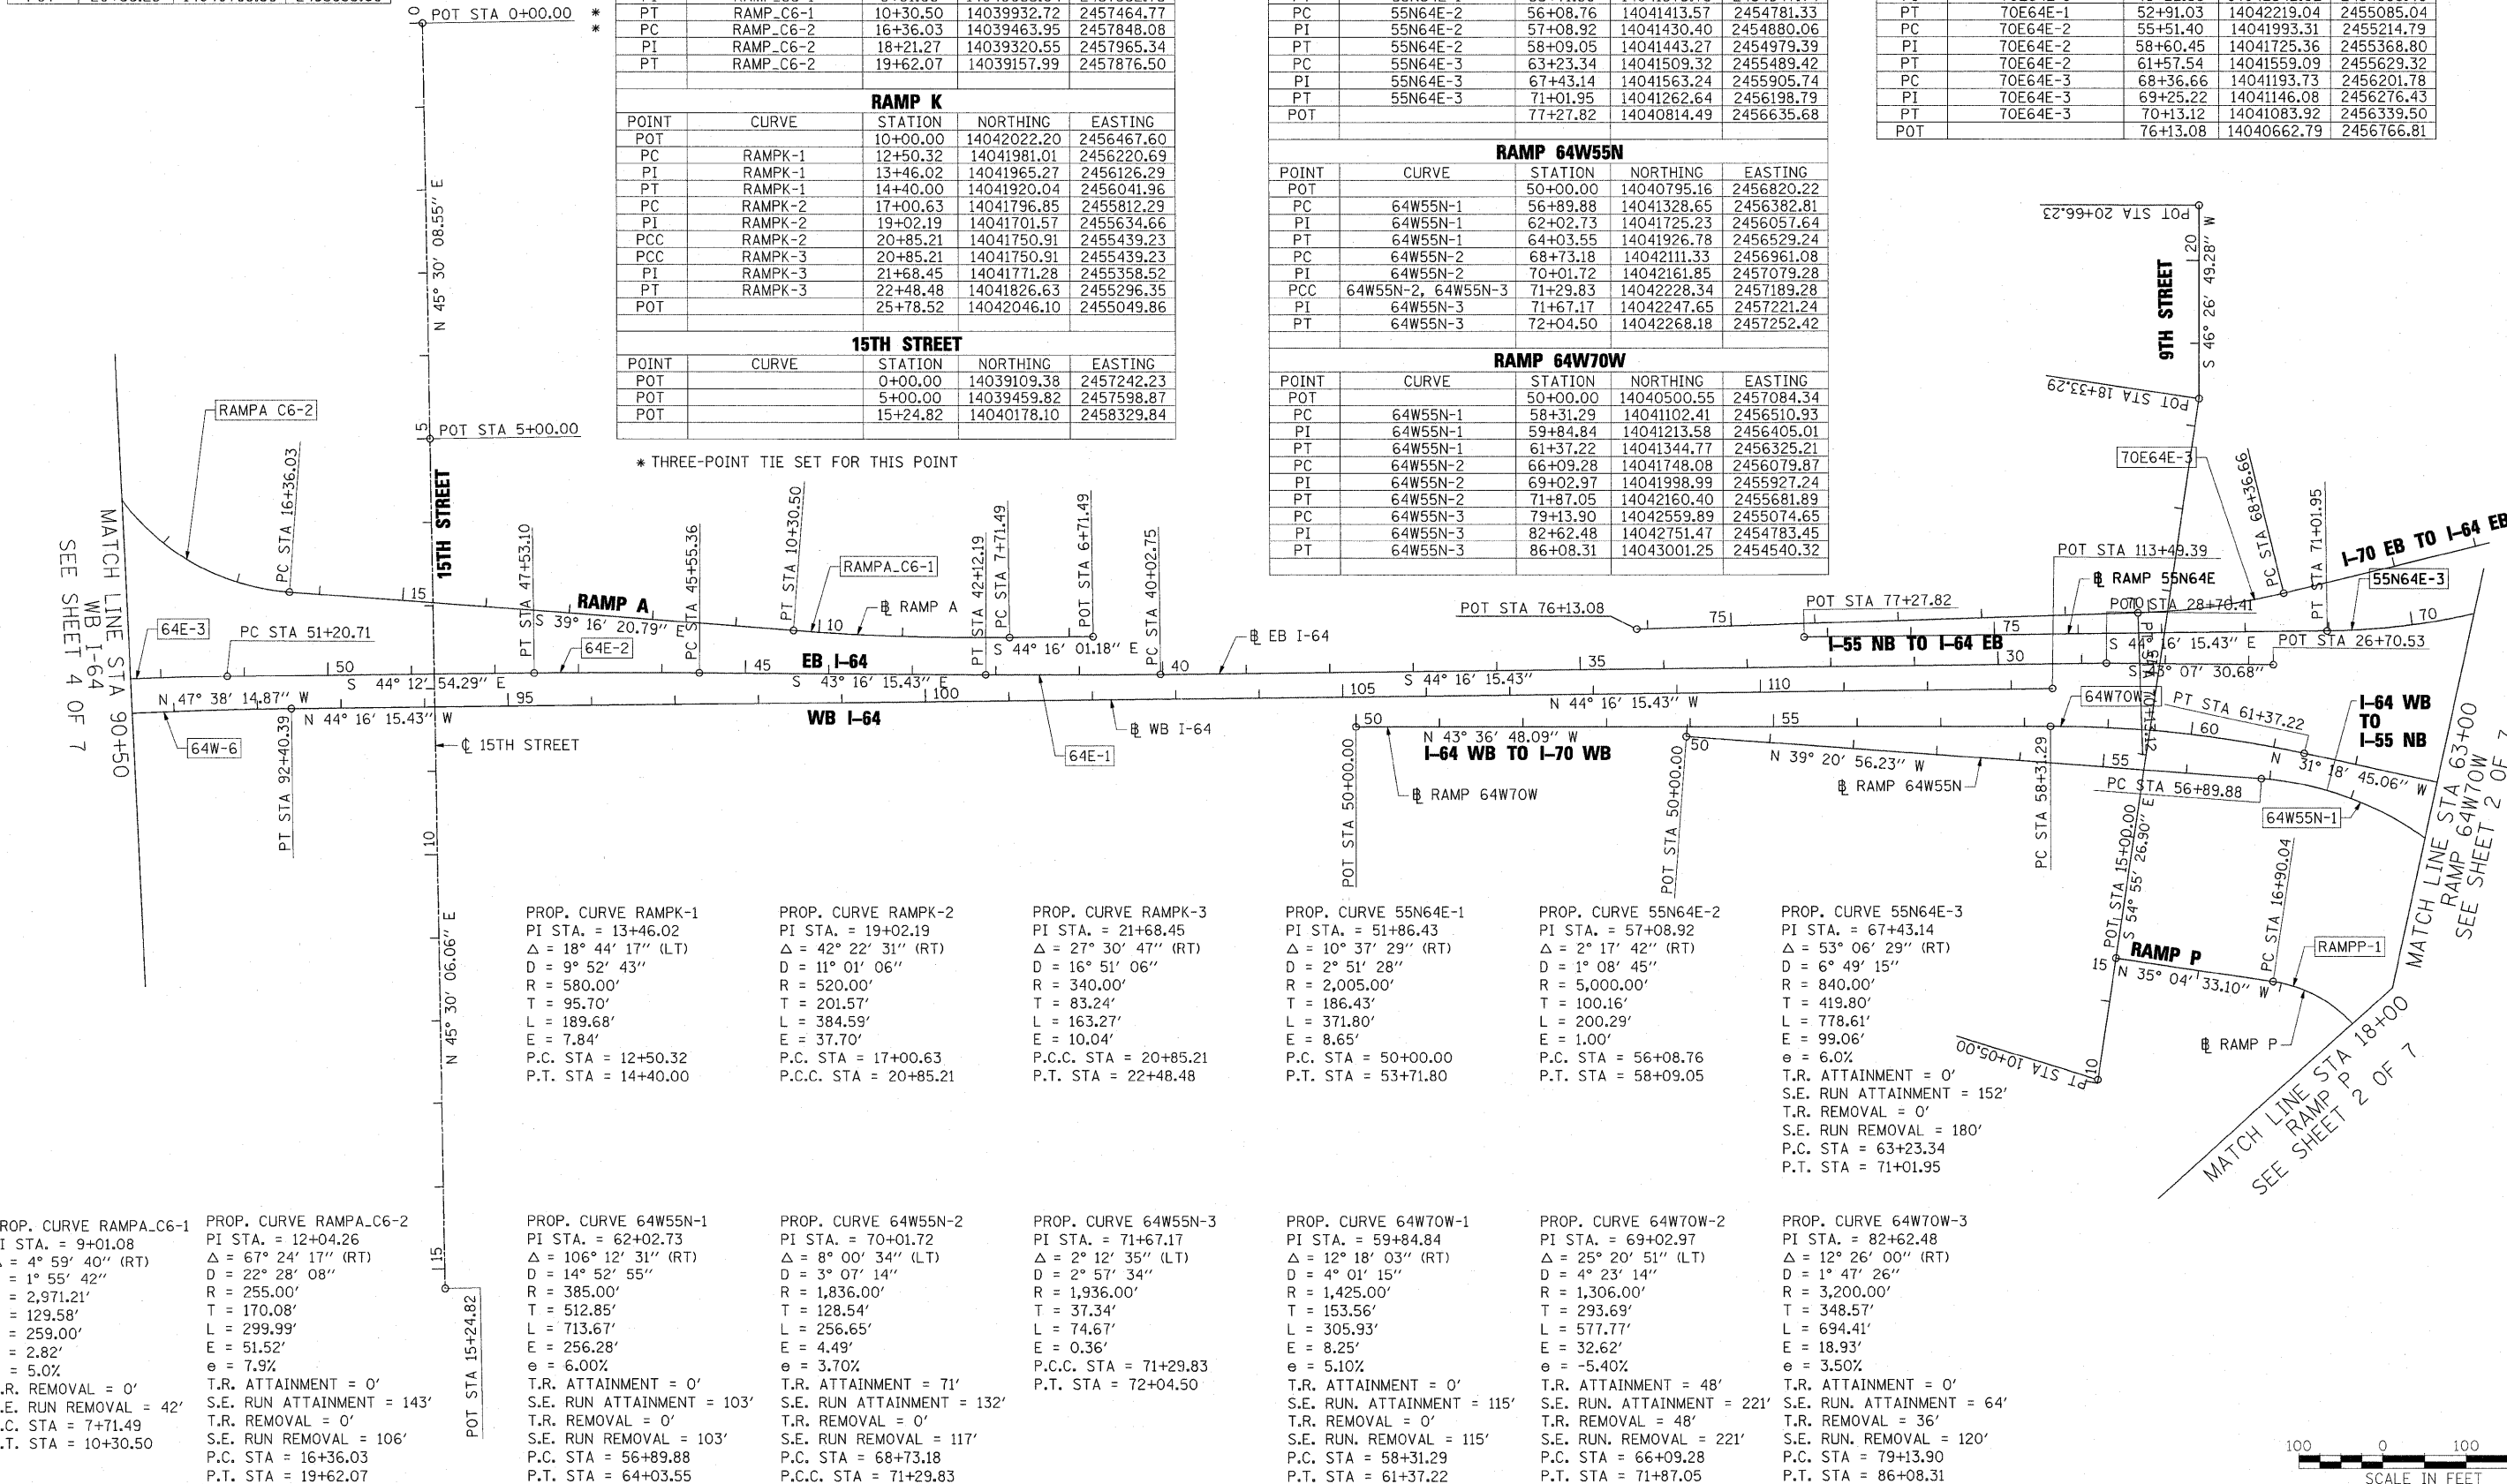 POT STA 0+00.00 *
*
PT RAMP_C6-1 10+30.50 14039932.72 2457464.77
PC RAMP_C6-2 16+36.03 14039463.95 2457848.08
PI RAMP_C6-2 18+21.27 14039320.55 2457965.34
PT RAMP_C6-2 19+62.07 14039157.99 2457876.50
RAMP K
POINT CURVE STATION NORTHING EASTING
POT 10+00.00 14042022.20 2456467.60
PC RAMPK-1 12+50.32 14041981.01 2456220.69
PI RAMPK-1 13+46.02 14041965.27 2456126.29
PT RAMPK-1 14+40.00 14041920.04 2456041.96
PC RAMPK-2 17+00.63 14041796.85 2455812.29
PI RAMPK-2 19+02.19 14041701.57 2455634.66
PCC RAMPK-2 20+85.21 14041750.91 2455439.23
PCC RAMPK-3 20+85.21 14041750.91 2455439.23
PI RAMPK-3 21+68.45 14041771.28 2455358.52
PT RAMPK-3 22+48.48 14041826.63 2455296.35
POT 25+78.52 14042046.10 2455049.86
15TH STREET
POINT CURVE STATION NORTHING EASTING
POT 0+00.00 14039109.38 2457242.23
POT 5+00.00 14039459.82 2457598.87
POT 15+24.82 14040178.10 2458329.84
* THREE-POINT TIE SET FOR THIS POINT
PC 55N64E-2 56+08.76 14041413.57 2454781.33
PI 55N64E-2 57+08.92 14041430.40 2454880.06
PT 55N64E-2 58+09.05 14041443.27 2454979.39
PC 55N64E-3 63+23.34 14041509.32 2455489.42
PI 55N64E-3 67+43.14 14041563.24 2455905.74
PT 55N64E-3 71+01.95 14041262.64 2456198.79
POT 77+27.82 14040814.49 2456635.68
RAMP 64W55N
POINT CURVE STATION NORTHING EASTING
POT 50+00.00 14040795.16 2456820.22
PC 64W55N-1 56+89.88 14041328.65 2456382.81
PI 64W55N-1 62+02.73 14041725.23 2456057.64
PT 64W55N-1 64+03.55 14041926.78 2456529.24
PC 64W55N-2 68+73.18 14042111.33 2456961.08
PI 64W55N-2 70+01.72 14042161.85 2457079.28
PCC 64W55N-2, 64W55N-3 71+29.83 14042228.34 2457189.28
PI 64W55N-3 71+67.17 14042247.65 2457221.24
PT 64W55N-3 72+04.50 14042268.18 2457252.42
RAMP 64W70W
POINT CURVE STATION NORTHING EASTING
POT 50+00.00 14040500.55 2457084.34
PC 64W55N-1 58+31.29 14041102.41 2456510.93
PI 64W55N-1 59+84.84 14041213.58 2456405.01
PT 64W55N-1 61+37.22 14041344.77 2456325.21
PC 64W55N-2 66+09.28 14041748.08 2456079.87
PI 64W55N-2 69+02.97 14041998.99 2455927.24
PT 64W55N-2 71+87.05 14042160.40 2455681.89
PC 64W55N-3 79+13.90 14042559.89 2455074.65
PI 64W55N-3 82+62.48 14042751.47 2454783.45
PT 64W55N-3 86+08.31 14043001.25 2454540.32
PT 70E64E-1 52+91.03 14042219.04 2455085.04
PC 70E64E-2 55+51.40 14041993.31 2455214.79
PI 70E64E-2 58+60.45 14041725.36 2455368.80
PT 70E64E-2 61+57.54 14041559.09 2455629.32
PC 70E64E-3 68+36.66 14041193.73 2456201.78
PI 70E64E-3 69+25.22 14041146.08 2456276.43
PT 70E64E-3 70+13.12 14041083.92 2456339.50
POT 76+13.08 14040662.79 2456766.81
0
N 45° 30' 08.55" E
5
POT STA 5+00.00
15TH STREET
RAMPA C6-2
PC STA 16+36.03
MATCH LINE STA 90+50
WB I-64
SEE SHEET 4 OF 7
64E-3
PC STA 51+20.71
15
RAMP A
S 39° 16' 20.79" E
PT STA 47+53.10
64E-2
PC STA 45+55.36
PT STA 10+30.50
10
RAMPA_C6-1
℄ RAMP A
PT STA 42+12.19
PC STA 7+71.49
POT STA 6+71.49
S 44° 16' 01.18" E
PC STA 40+02.75
℄ EB I-64
50
S 44° 12' 54.29" E
45
EB I-64
S 43° 16' 15.43" E
40
35
S 44° 16' 15.43"
30
N 47° 38' 14.87" W
N 44° 16' 15.43" W
95
100
105
110
WB I-64
N 44° 16' 15.43" W
64W-6
PT STA 92+40.39
℄ 15TH STREET
℄ WB I-64
64E-1
10
N 45° 30' 06.06" E
15
POT STA 15+24.82
POT STA 20+66.23
20
9TH STREET
S 46° 26' 49.28" W
POT STA 18+33.29
70E64E-3
PC STA 68+36.66
PT STA 71+01.95
I-70 EB TO I-64 EB
POT STA 113+49.39
℄ RAMP 55N64E
55N64E-3
POT STA 76+13.08
75
POT STA 77+27.82
75
70
POT STA 28+70.41
70
I-55 NB TO I-64 EB
S 44° 16' 15.43" E
POT STA 26+70.53
S 43° 07' 30.68"
64W70W
PT STA 61+37.22
I-64 WB
TO
I-55 NB
50
N 43° 36' 48.09" W
I-64 WB TO I-70 WB
55
60
POT STA 50+00.00
℄ RAMP 64W70W
50
POT STA 50+00.00
N 39° 20' 56.23" W
℄ RAMP 64W55N
55
PC STA 58+31.29
PC STA 56+89.88
N 31° 18' 45.06" W
64W55N-1
MATCH LINE STA 63+00
RAMP 64W70W
SEE SHEET 2 OF 7
POT STA 15+00.00
S 54° 55' 26.90" E
15
RAMP P
N 35° 04' 33.10" W
PC STA 16+90.04
RAMPP-1
℄ RAMP P
PT STA 10+05.00
10
MATCH LINE STA 18+00
RAMP P
SEE SHEET 2 OF 7
PROP. CURVE RAMPK-1
PI STA. = 13+46.02
Δ = 18° 44' 17" (LT)
D = 9° 52' 43"
R = 580.00'
T = 95.70'
L = 189.68'
E = 7.84'
P.C. STA = 12+50.32
P.T. STA = 14+40.00
PROP. CURVE RAMPK-2
PI STA. = 19+02.19
Δ = 42° 22' 31" (RT)
D = 11° 01' 06"
R = 520.00'
T = 201.57'
L = 384.59'
E = 37.70'
P.C. STA = 17+00.63
P.C.C. STA = 20+85.21
PROP. CURVE RAMPK-3
PI STA. = 21+68.45
Δ = 27° 30' 47" (RT)
D = 16° 51' 06"
R = 340.00'
T = 83.24'
L = 163.27'
E = 10.04'
P.C.C. STA = 20+85.21
P.T. STA = 22+48.48
PROP. CURVE 55N64E-1
PI STA. = 51+86.43
Δ = 10° 37' 29" (RT)
D = 2° 51' 28"
R = 2,005.00'
T = 186.43'
L = 371.80'
E = 8.65'
P.C. STA = 50+00.00
P.T. STA = 53+71.80
PROP. CURVE 55N64E-2
PI STA. = 57+08.92
Δ = 2° 17' 42" (RT)
D = 1° 08' 45"
R = 5,000.00'
T = 100.16'
L = 200.29'
E = 1.00'
P.C. STA = 56+08.76
P.T. STA = 58+09.05
PROP. CURVE 55N64E-3
PI STA. = 67+43.14
Δ = 53° 06' 29" (RT)
D = 6° 49' 15"
R = 840.00'
T = 419.80'
L = 778.61'
E = 99.06'
e = 6.0%
T.R. ATTAINMENT = 0'
S.E. RUN ATTAINMENT = 152'
T.R. REMOVAL = 0'
S.E. RUN REMOVAL = 180'
P.C. STA = 63+23.34
P.T. STA = 71+01.95
ROP. CURVE RAMPA_C6-1
I STA. = 9+01.08
= 4° 59' 40" (RT)
= 1° 55' 42"
= 2,971.21'
= 129.58'
= 259.00'
= 2.82'
= 5.0%
.R. REMOVAL = 0'
.E. RUN REMOVAL = 42'
.C. STA = 7+71.49
.T. STA = 10+30.50
PROP. CURVE RAMPA_C6-2
PI STA. = 12+04.26
Δ = 67° 24' 17" (RT)
D = 22° 28' 08"
R = 255.00'
T = 170.08'
L = 299.99'
E = 51.52'
e = 7.9%
T.R. ATTAINMENT = 0'
S.E. RUN ATTAINMENT = 143'
T.R. REMOVAL = 0'
S.E. RUN REMOVAL = 106'
P.C. STA = 16+36.03
P.T. STA = 19+62.07
PROP. CURVE 64W55N-1
PI STA. = 62+02.73
Δ = 106° 12' 31" (RT)
D = 14° 52' 55"
R = 385.00'
T = 512.85'
L = 713.67'
E = 256.28'
e = 6.00%
T.R. ATTAINMENT = 0'
S.E. RUN ATTAINMENT = 103'
T.R. REMOVAL = 0'
S.E. RUN REMOVAL = 103'
P.C. STA = 56+89.88
P.T. STA = 64+03.55
PROP. CURVE 64W55N-2
PI STA. = 70+01.72
Δ = 8° 00' 34" (LT)
D = 3° 07' 14"
R = 1,836.00'
T = 128.54'
L = 256.65'
E = 4.49'
e = 3.70%
T.R. ATTAINMENT = 71'
S.E. RUN ATTAINMENT = 132'
T.R. REMOVAL = 0'
S.E. RUN REMOVAL = 117'
P.C. STA = 68+73.18
P.C.C. STA = 71+29.83
PROP. CURVE 64W55N-3
PI STA. = 71+67.17
Δ = 2° 12' 35" (LT)
D = 2° 57' 34"
R = 1,936.00'
T = 37.34'
L = 74.67'
E = 0.36'
P.C.C. STA = 71+29.83
P.T. STA = 72+04.50
PROP. CURVE 64W70W-1
PI STA. = 59+84.84
Δ = 12° 18' 03" (RT)
D = 4° 01' 15"
R = 1,425.00'
T = 153.56'
L = 305.93'
E = 8.25'
e = 5.10%
T.R. ATTAINMENT = 0'
S.E. RUN. ATTAINMENT = 115'
T.R. REMOVAL = 0'
S.E. RUN. REMOVAL = 115'
P.C. STA = 58+31.29
P.T. STA = 61+37.22
PROP. CURVE 64W70W-2
PI STA. = 69+02.97
Δ = 25° 20' 51" (LT)
D = 4° 23' 14"
R = 1,306.00'
T = 293.69'
L = 577.77'
E = 32.62'
e = -5.40%
T.R. ATTAINMENT = 48'
S.E. RUN. ATTAINMENT = 221'
T.R. REMOVAL = 48'
S.E. RUN. REMOVAL = 221'
P.C. STA = 66+09.28
P.T. STA = 71+87.05
PROP. CURVE 64W70W-3
PI STA. = 82+62.48
Δ = 12° 26' 00" (RT)
D = 1° 47' 26"
R = 3,200.00'
T = 348.57'
L = 694.41'
E = 18.93'
e = 3.50%
T.R. ATTAINMENT = 0'
S.E. RUN. ATTAINMENT = 64'
T.R. REMOVAL = 36'
S.E. RUN. REMOVAL = 120'
P.C. STA = 79+13.90
P.T. STA = 86+08.31
100 0 100
SCALE IN FEET